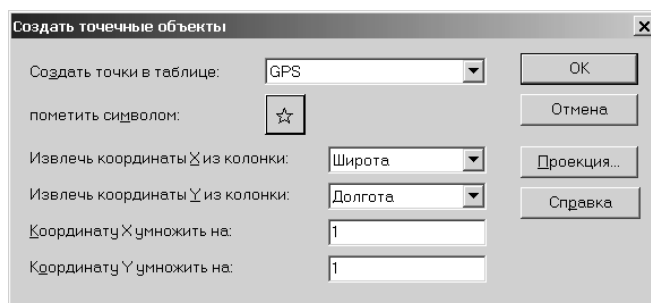 Создать точечные объекты
Создать точки в таблице: GPS OK
пометить символом: Отмена
Извлечь координаты X из колонки: Широта Проекция...
Извлечь координаты Y из колонки: Долгота Справка
Координату X умножить на: 1
Координату Y умножить на: 1